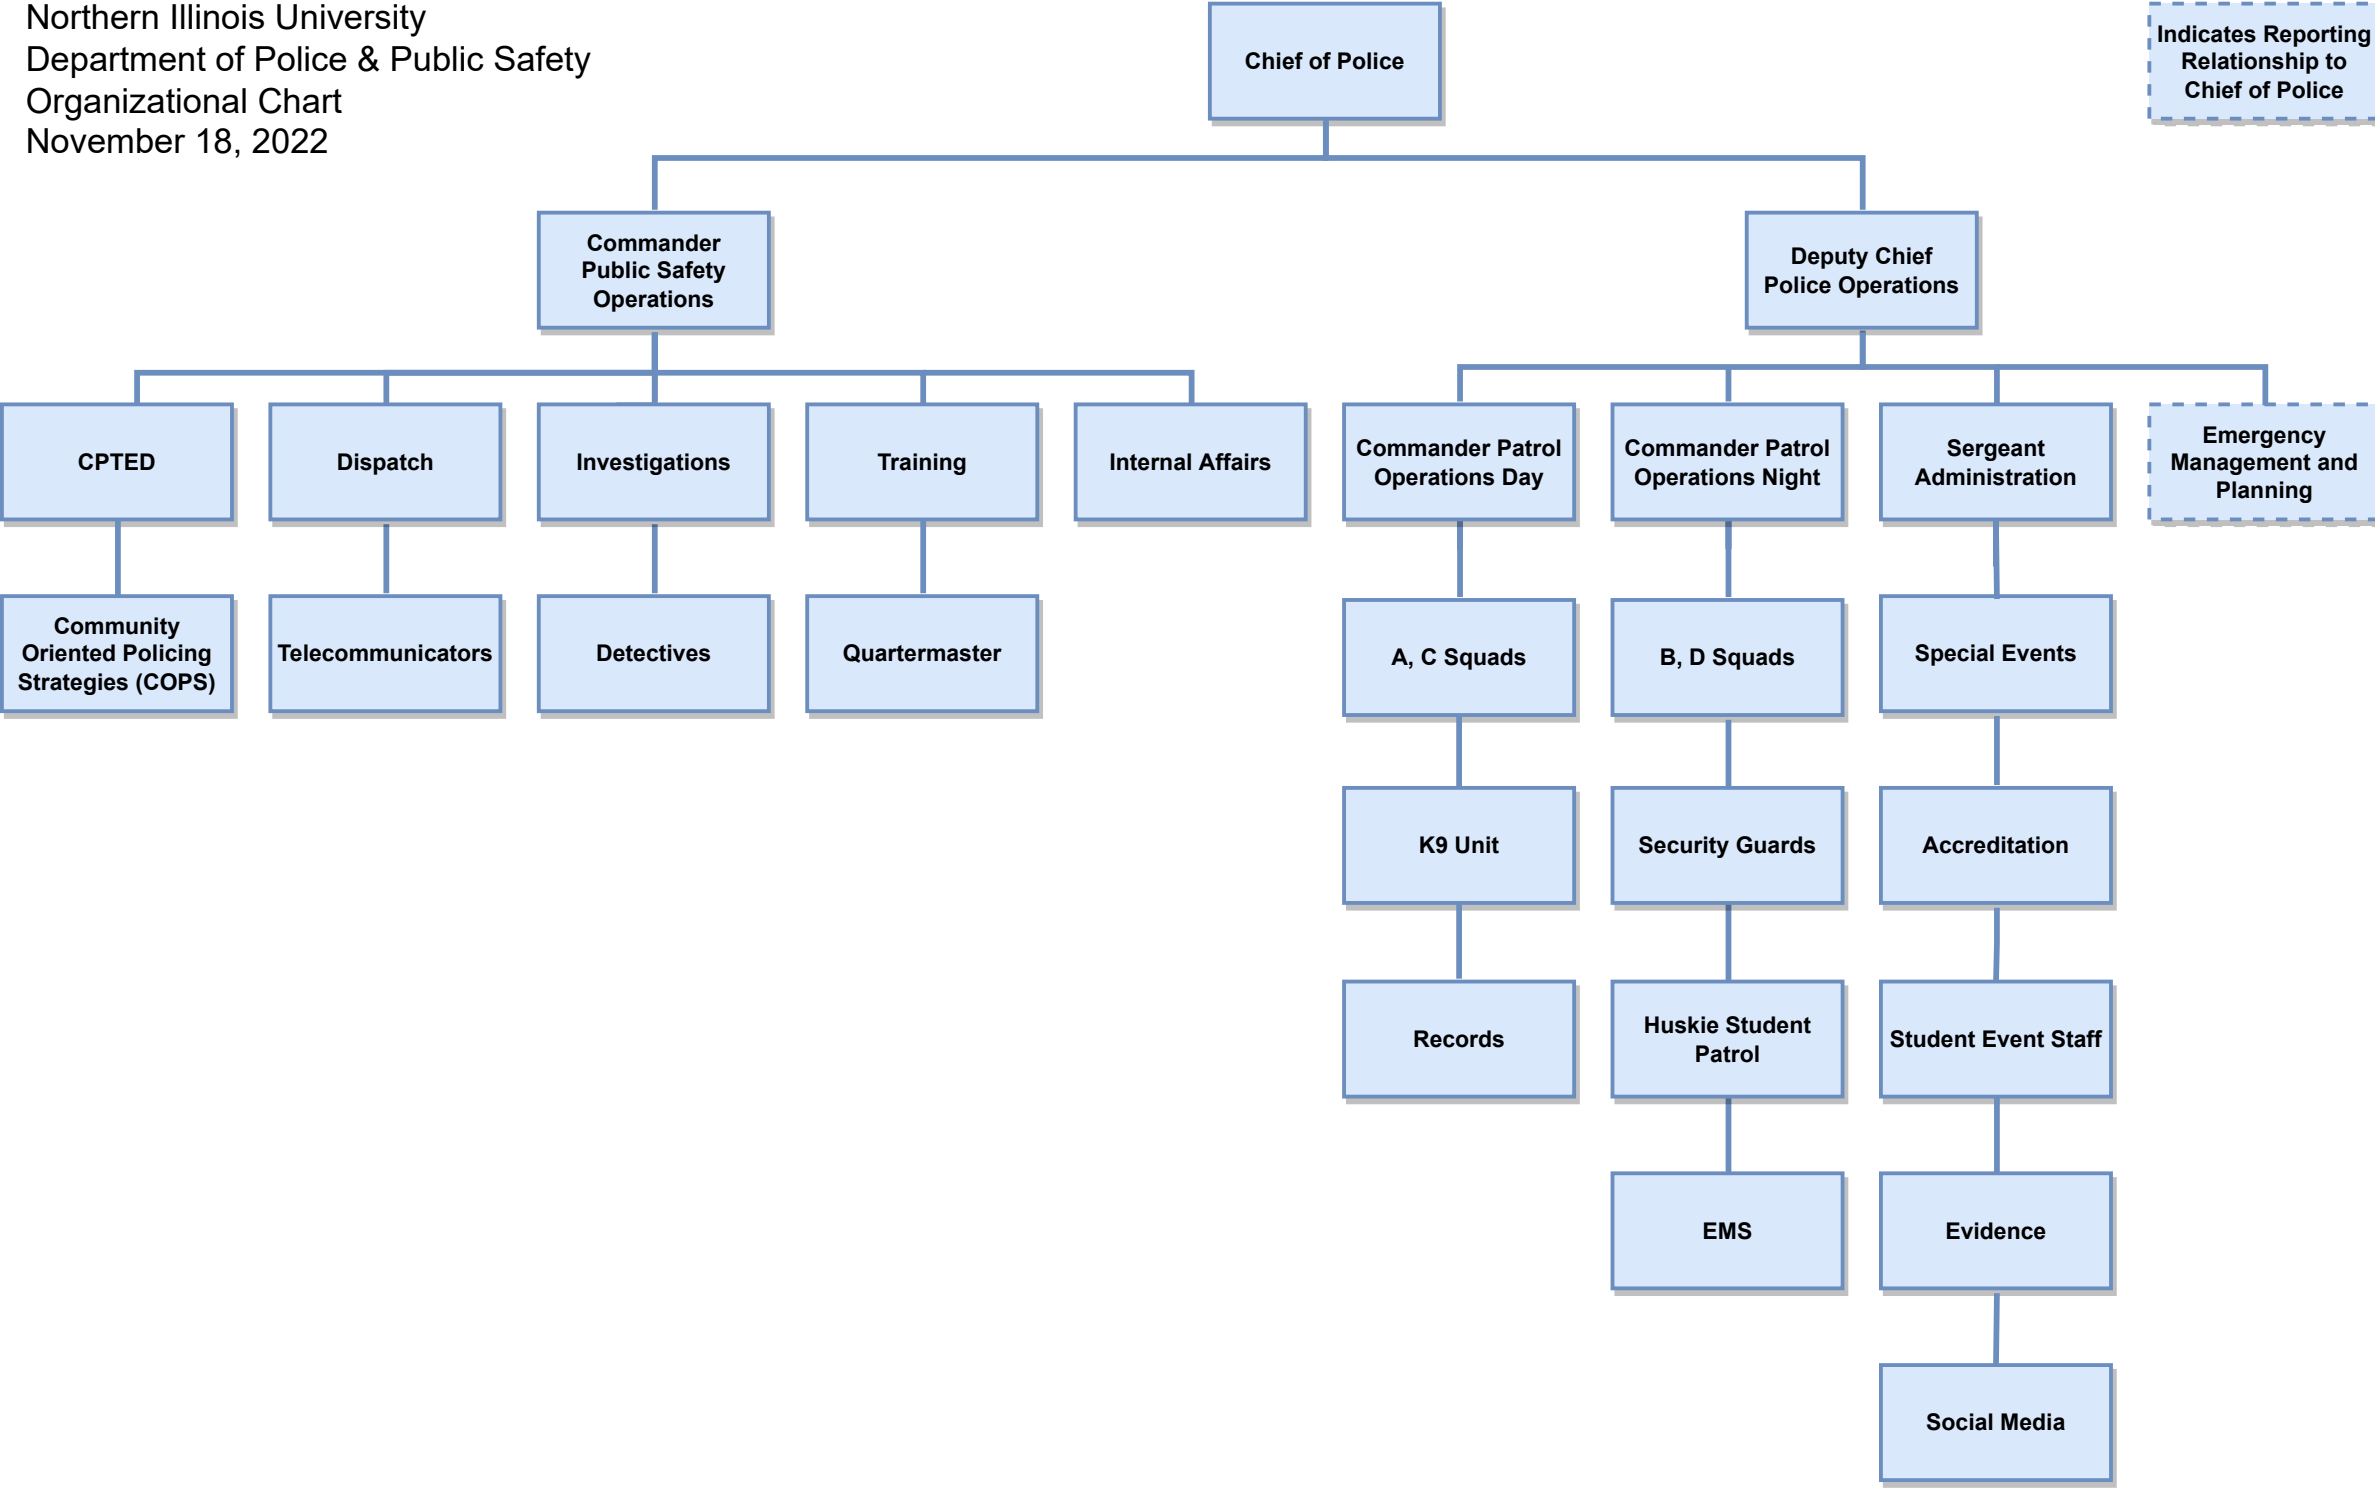 Northern Illinois University
Department of Police & Public Safety
Organizational Chart
November 18, 2022
Chief of Police
Indicates Reporting
Relationship to
Chief of Police
Commander
Public Safety
Operations
Deputy Chief
Police Operations
CPTED
Dispatch
Investigations
Training
Internal Affairs
Commander Patrol
Operations Day
Commander Patrol
Operations Night
Sergeant
Administration
Emergency
Management and
Planning
Community
Oriented Policing
Strategies (COPS)
Telecommunicators
Detectives
Quartermaster
A, C Squads
B, D Squads
Special Events
K9 Unit
Security Guards
Accreditation
Records
Huskie Student
Patrol
Student Event Staff
EMS
Evidence
Social Media